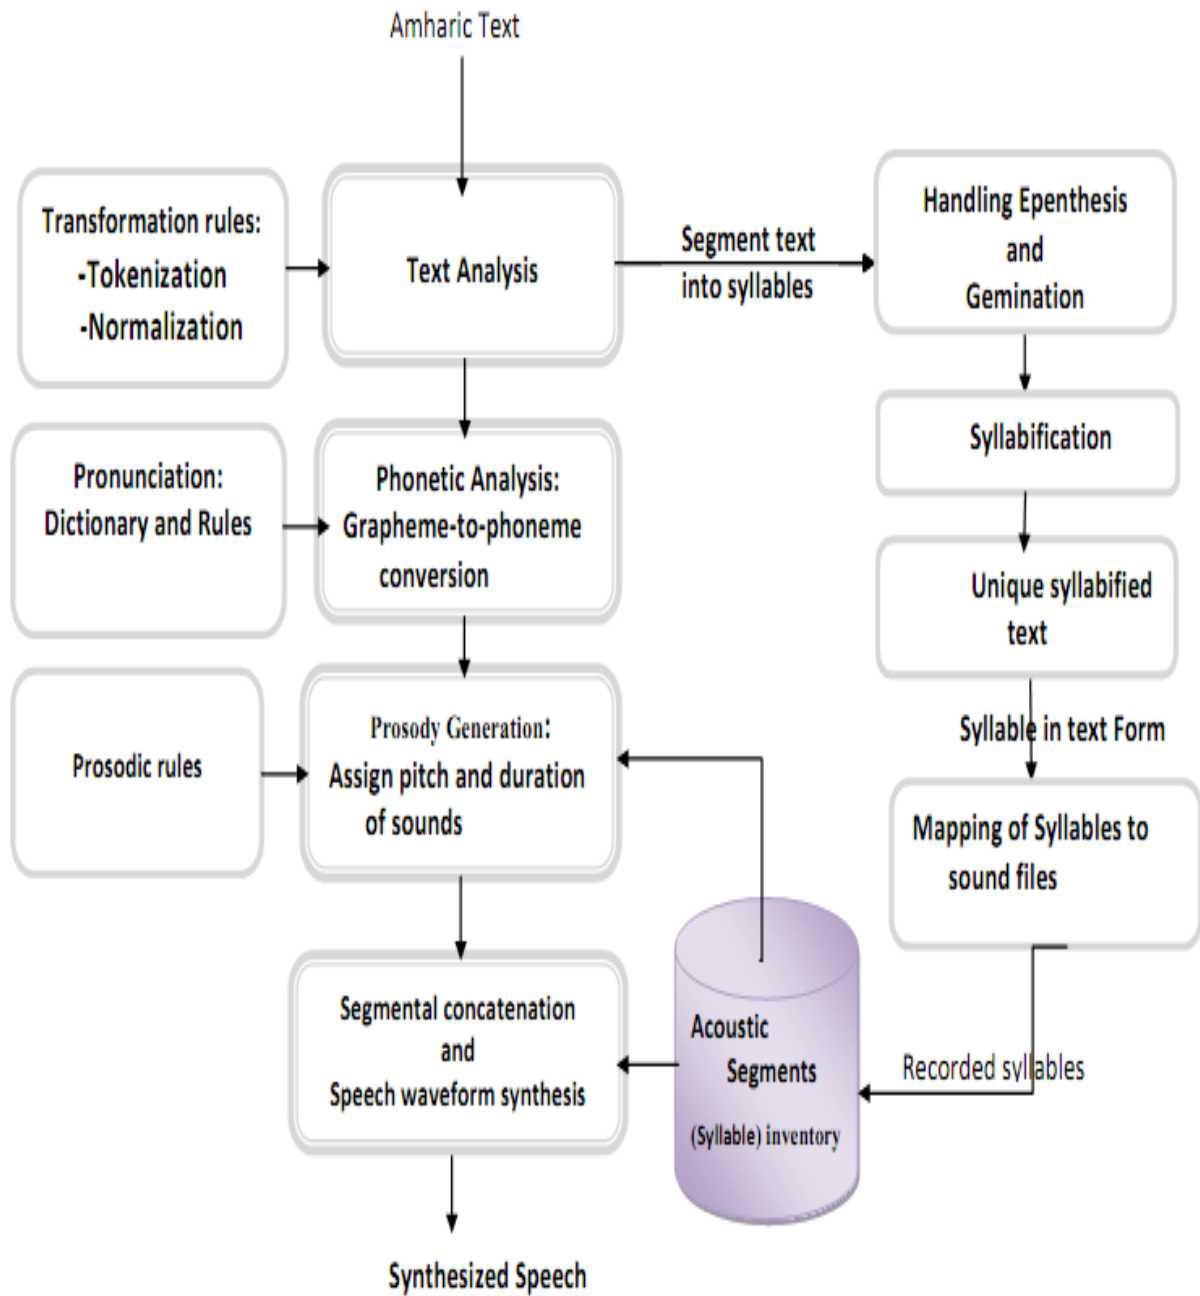 Amharic Text
Transformation rules:
-Tokenization
-Normalization
Text Analysis
Segment text
into syllables
Handling Epenthesis
and
Gemination
Syllabification
Pronunciation:
Dictionary and Rules
Phonetic Analysis:
Grapheme-to-phoneme
conversion
Unique syllabified
text
Syllable in text Form
Prosodic rules
Prosody Generation:
Assign pitch and duration
of sounds
Mapping of Syllables to
sound files
Segmental concatenation
and
Speech waveform synthesis
Acoustic
Segments
(Syllable) inventory
Recorded syllables
Synthesized Speech